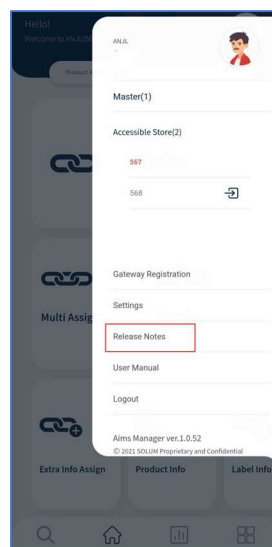 Hello!
Welcome to ANJL
ANJL
-
Product
Master(1)
Accessible Store(2)
567
568
Gateway Registration
Multi Assig
Settings
Release Notes
User Manual
Logout
Aims Manager ver.1.0.52
© 2021 SOLUM Proprietary and Confidential
Extra Info Assign
Product Info
Label Info